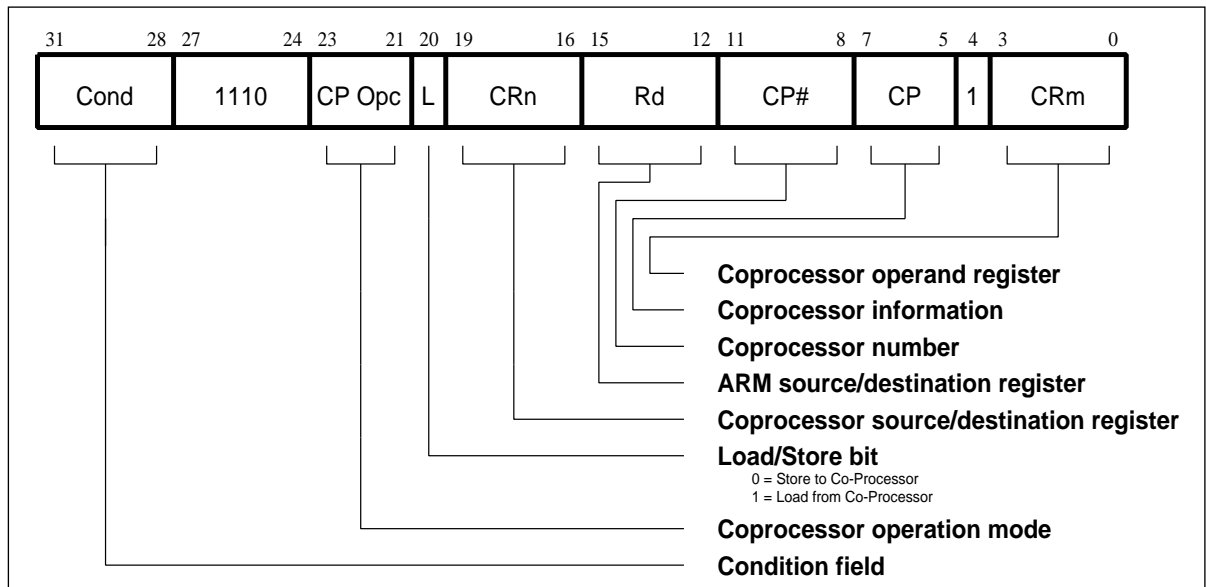 31 28 27 24 23 21 20 19 16 15 12 11 8 7 5 4 3 0
Cond 1110 CP Opc L CRn Rd CP# CP 1 CRm
Coprocessor operand register
Coprocessor information
Coprocessor number
ARM source/destination register
Coprocessor source/destination register
Load/Store bit
0 = Store to Co-Processor
1 = Load from Co-Processor
Coprocessor operation mode
Condition field